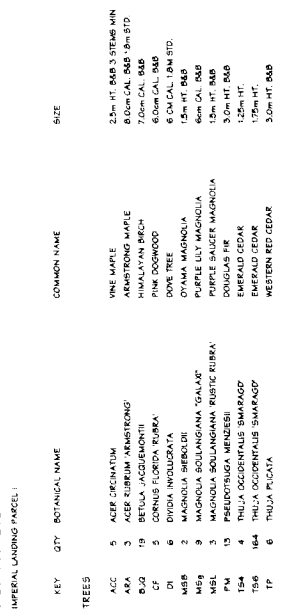 IMPERIAL LANDING PARCEL 1
KEY QTY BOTANICAL NAME COMMON NAME SIZE
TREES
ACC 5 ACER CIRCINATUM VINE MAPLE 2.5m HT. B&B 3 STEMS MIN
ARA 3 ACER RUBRUM 'ARMSTRONG' ARMSTRONG MAPLE 8.0cm CAL. B&B 1.8m STD.
BJQ 19 BETULA JACQUEMONTII HIMALAYAN BIRCH 7.0cm CAL. B&B
CF 5 CORNUS FLORIDA 'RUBRA' PINK DOGWOOD 6.0cm CAL. B&B
DI 6 DIVIDIA INVOLUCRATA DOVE TREE 6 CM CAL. 1.8M STD.
MSB 2 MAGNOLIA SIEBOLDII OYAMA MAGNOLIA 1.5m HT. B&B
MSg 9 MAGNOLIA SOULANGIANA "GALAXI" PURPLE LILY MAGNOLIA 6cm CAL. B&B
MSL 3 MAGNOLIA SOULANGIANA 'RUSTIC RUBRA' PURPLE SAUCER MAGNOLIA 1.5m HT. B&B
PM 13 PSEUDOTSUGA MENZIESII DOUGLAS FIR 3.0m HT. B&B
TS4 4 THUJA OCCIDENTALIS 'SMARAGD' EMERALD CEDAR 1.25m HT.
TS6 164 THUJA OCCIDENTALIS 'SMARAGD' EMERALD CEDAR 1.75m HT.
TP 6 THUJA PLICATA WESTERN RED CEDAR 3.0m HT. B&B